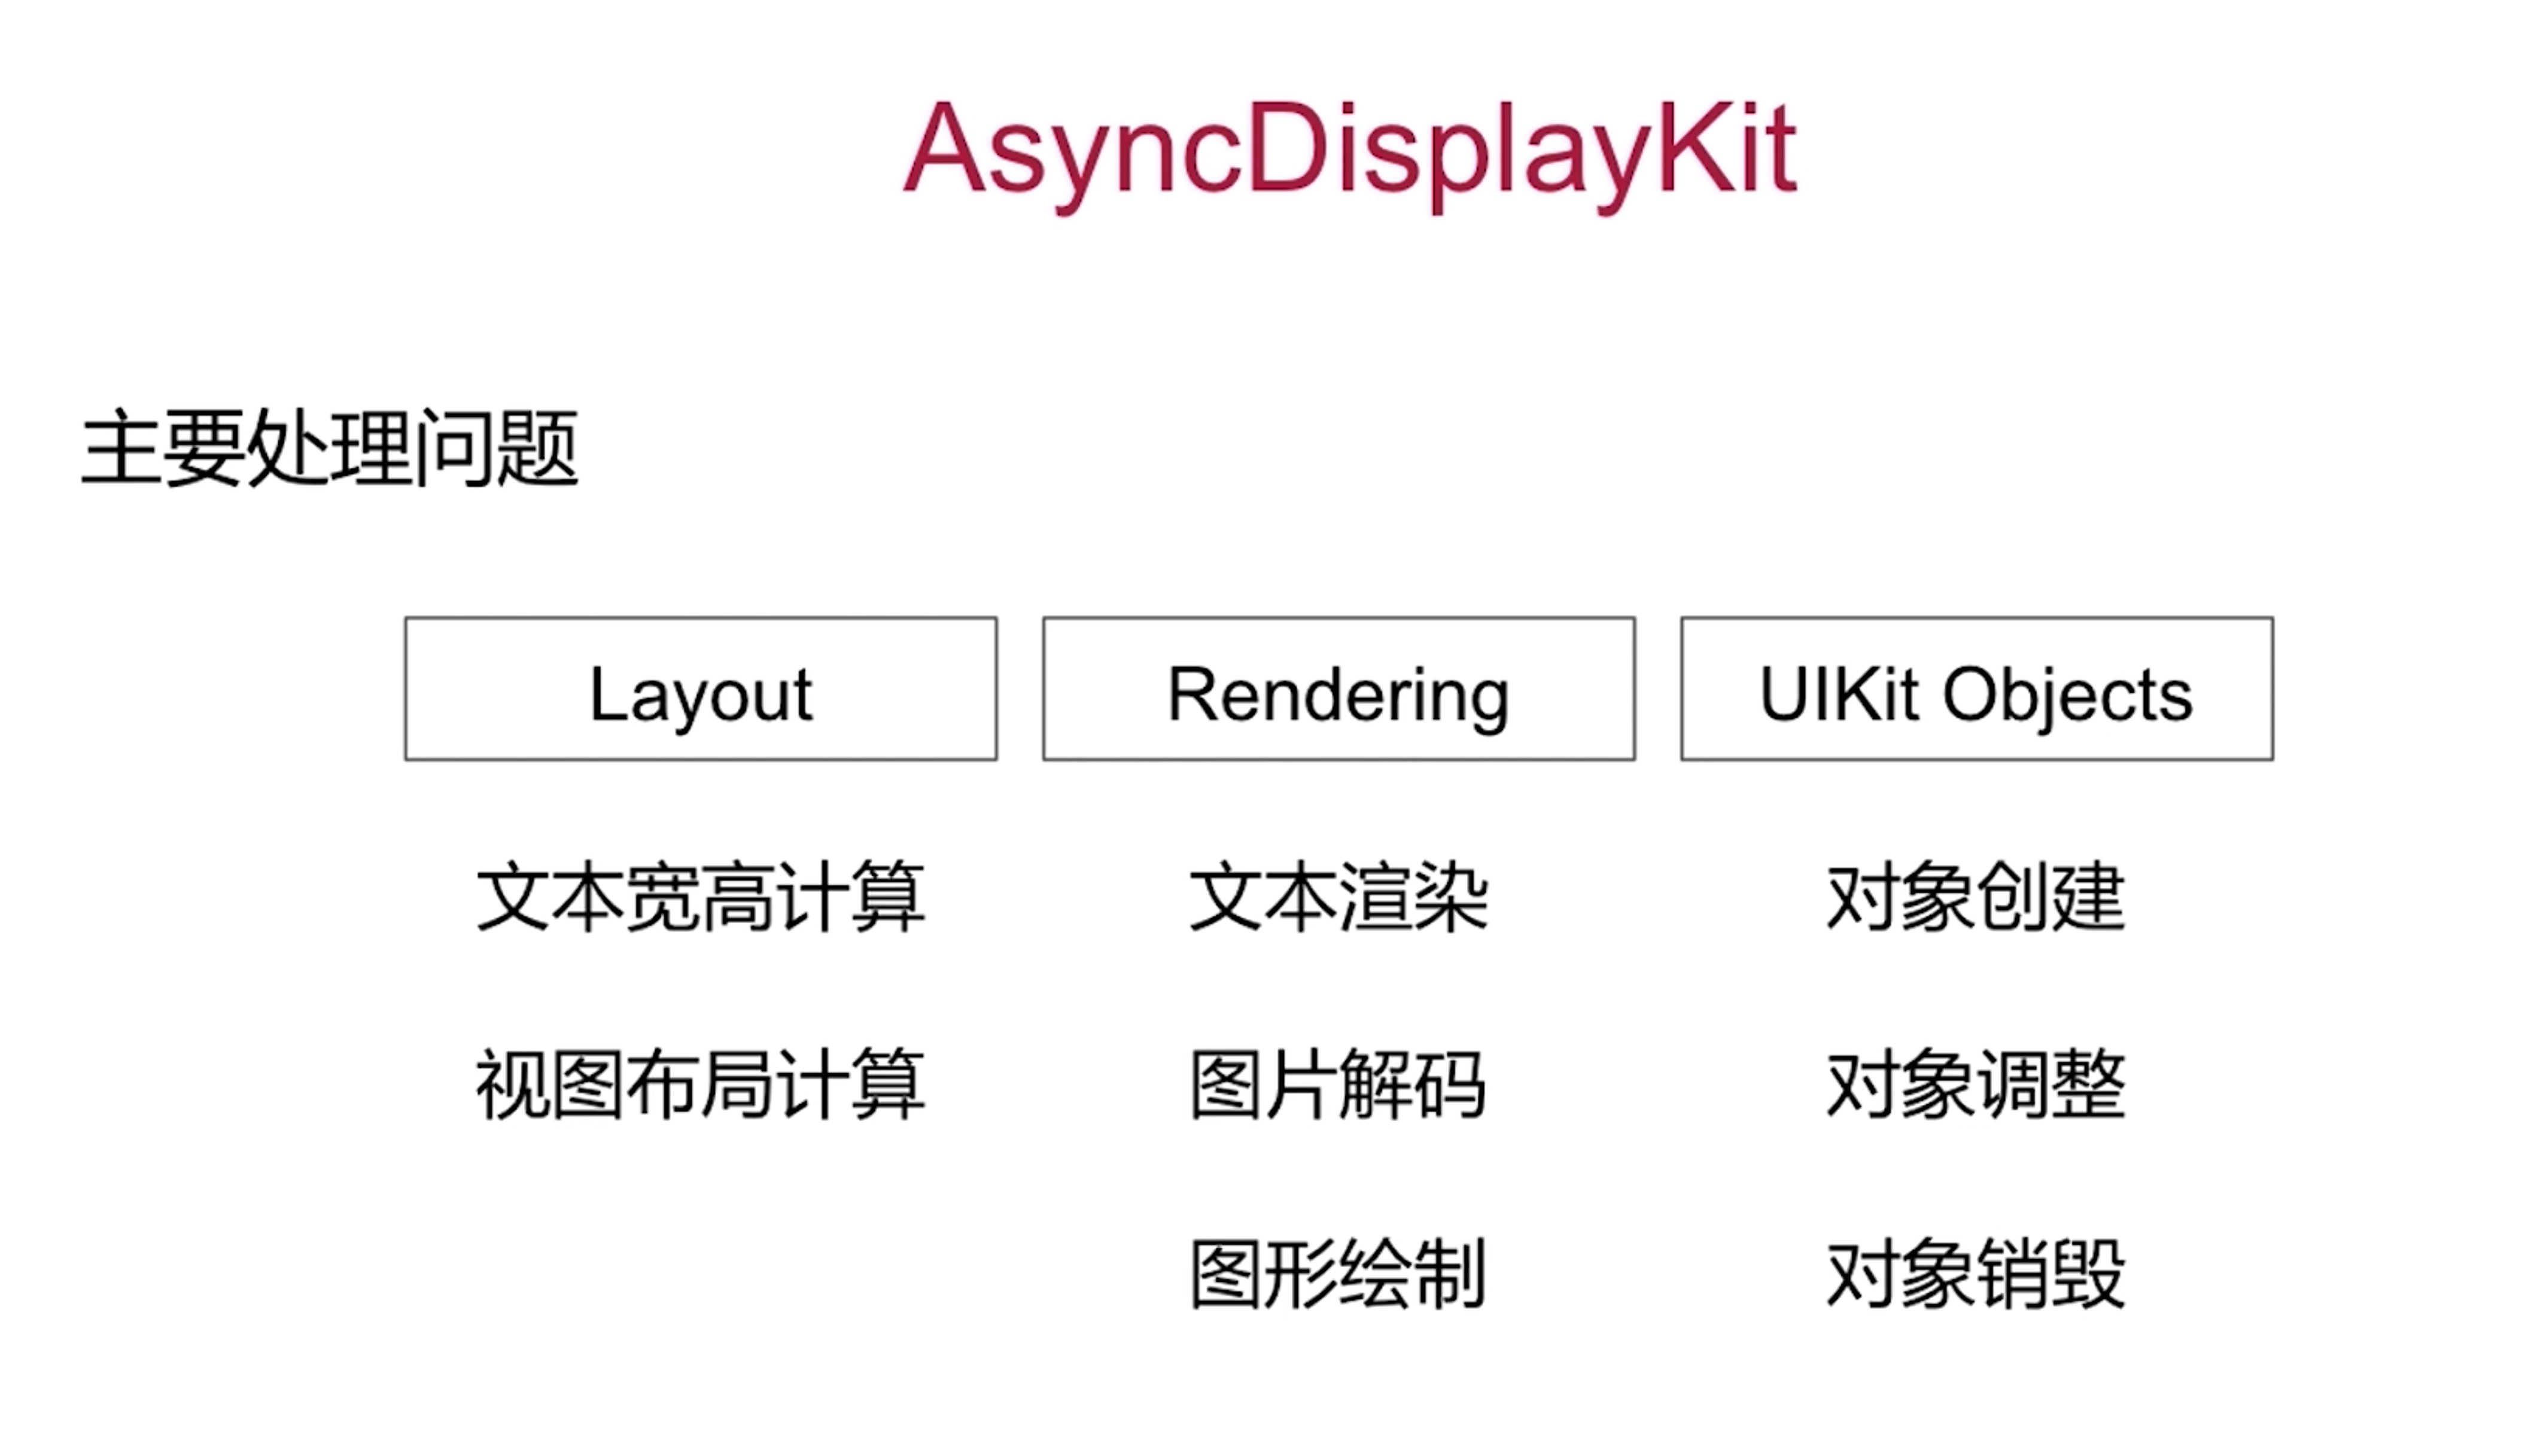 AsyncDisplayKit
主要处理问题
Layout Rendering UIKit Objects
文本宽高计算 文本渲染 对象创建
视图布局计算 图片解码 对象调整
图形绘制 对象销毁